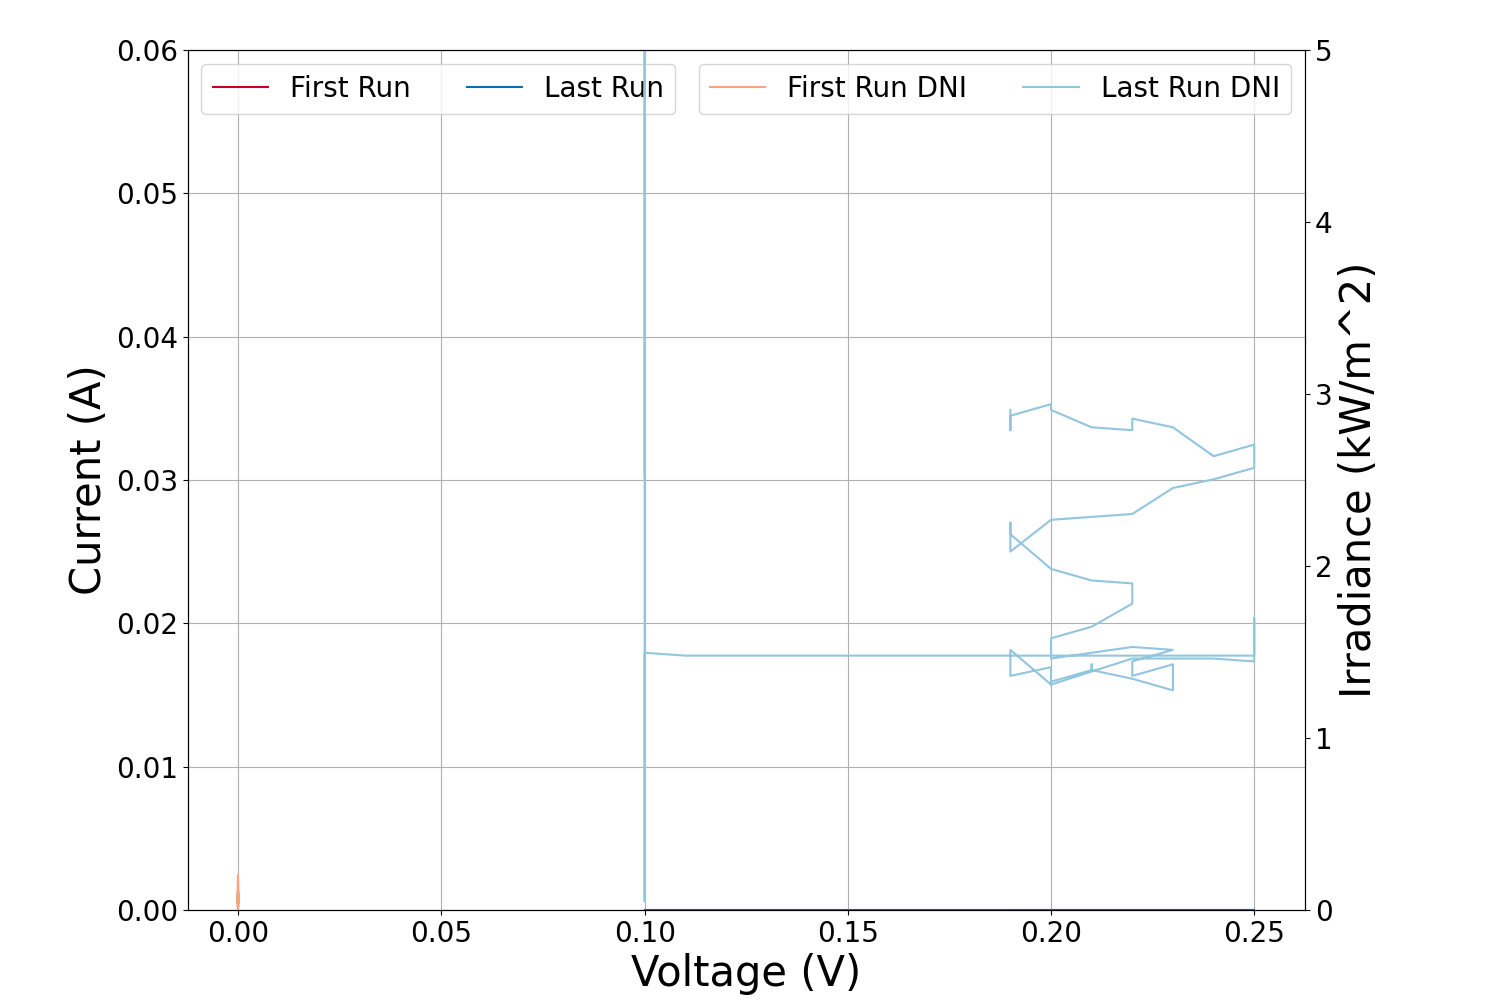 First Run
Last Run
First Run DNI
Last Run DNI
0.06
0.05
0.04
0.03
0.02
0.01
0.00
Current (A)
5
4
3
2
1
0
Irradiance (kW/m^2)
0.00 0.05 0.10 0.15 0.20 0.25
Voltage (V)